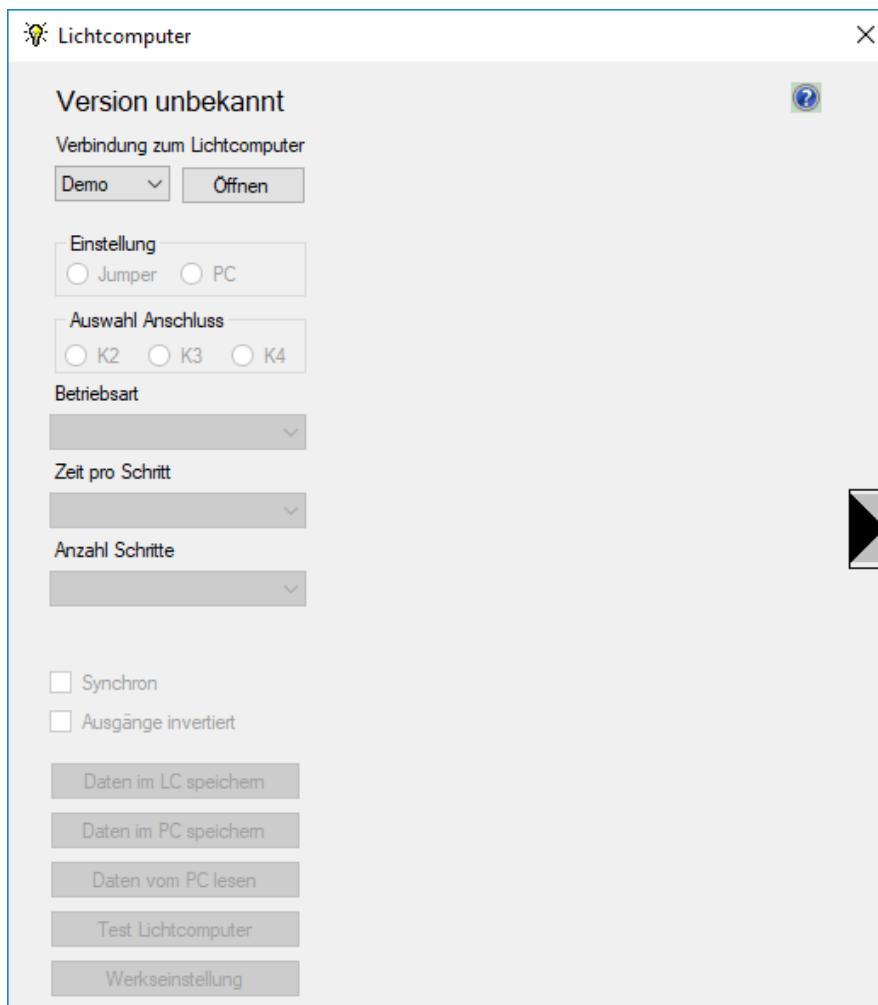 Lichtcomputer
Version unbekannt
Verbindung zum Lichtcomputer
Demo Öffnen
Einstellung
Jumper PC
Auswahl Anschluss
K2 K3 K4
Betriebsart
Zeit pro Schritt
Anzahl Schritte
Synchron
Ausgänge invertiert
Daten im LC speichern
Daten im PC speichern
Daten vom PC lesen
Test Lichtcomputer
Werkseinstellung